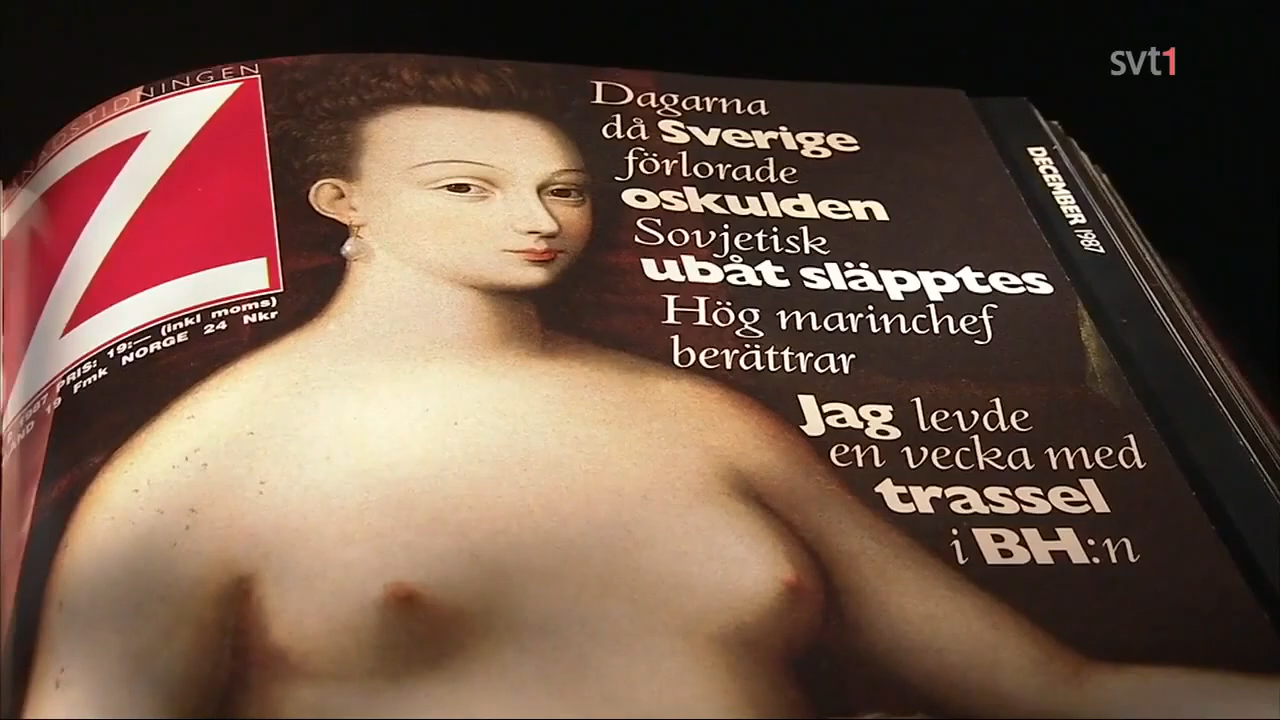 MÅNADSTIDNINGEN
Z
PRIS: 19:— (inkl moms)
19 Fmk NORGE 24 Nkr
Dagarna
då Sverige
förlorade
oskulden
Sovjetisk
ubåt släpptes
Hög marinchef
berättrar
Jag levde
en vecka med
trassel
i BH:n
DECEMBER 1987
svt1